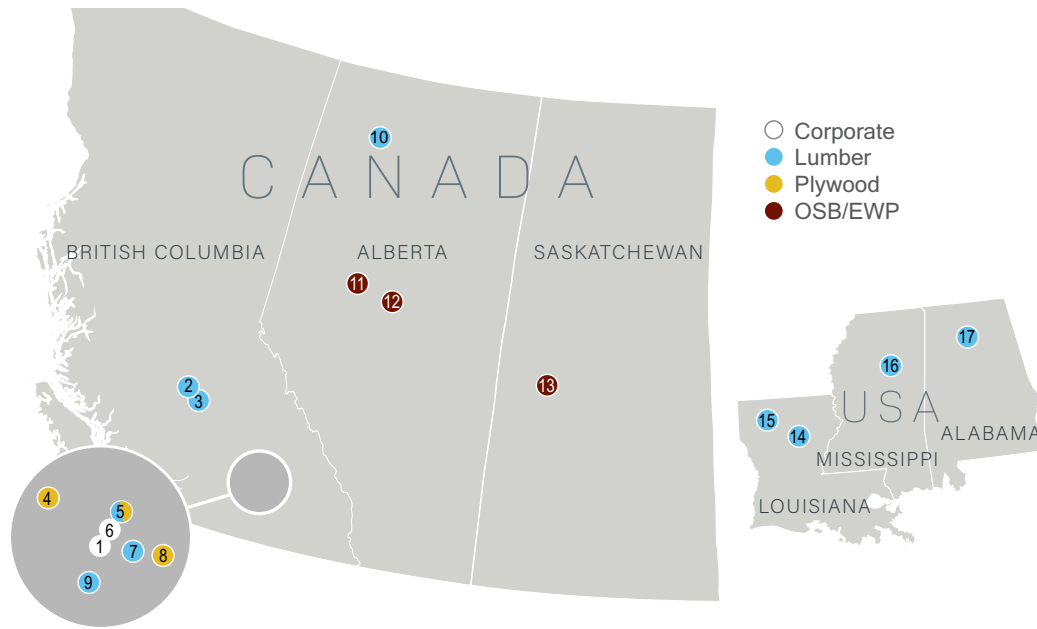 10
CANADA
BRITISH COLUMBIA
ALBERTA
SASKATCHEWAN
11
12
2
3
13
4
5
6
1
7
8
9
Corporate
Lumber
Plywood
OSB/EWP
17
16
USA
15
14
ALABAMA
MISSISSIPPI
LOUISIANA